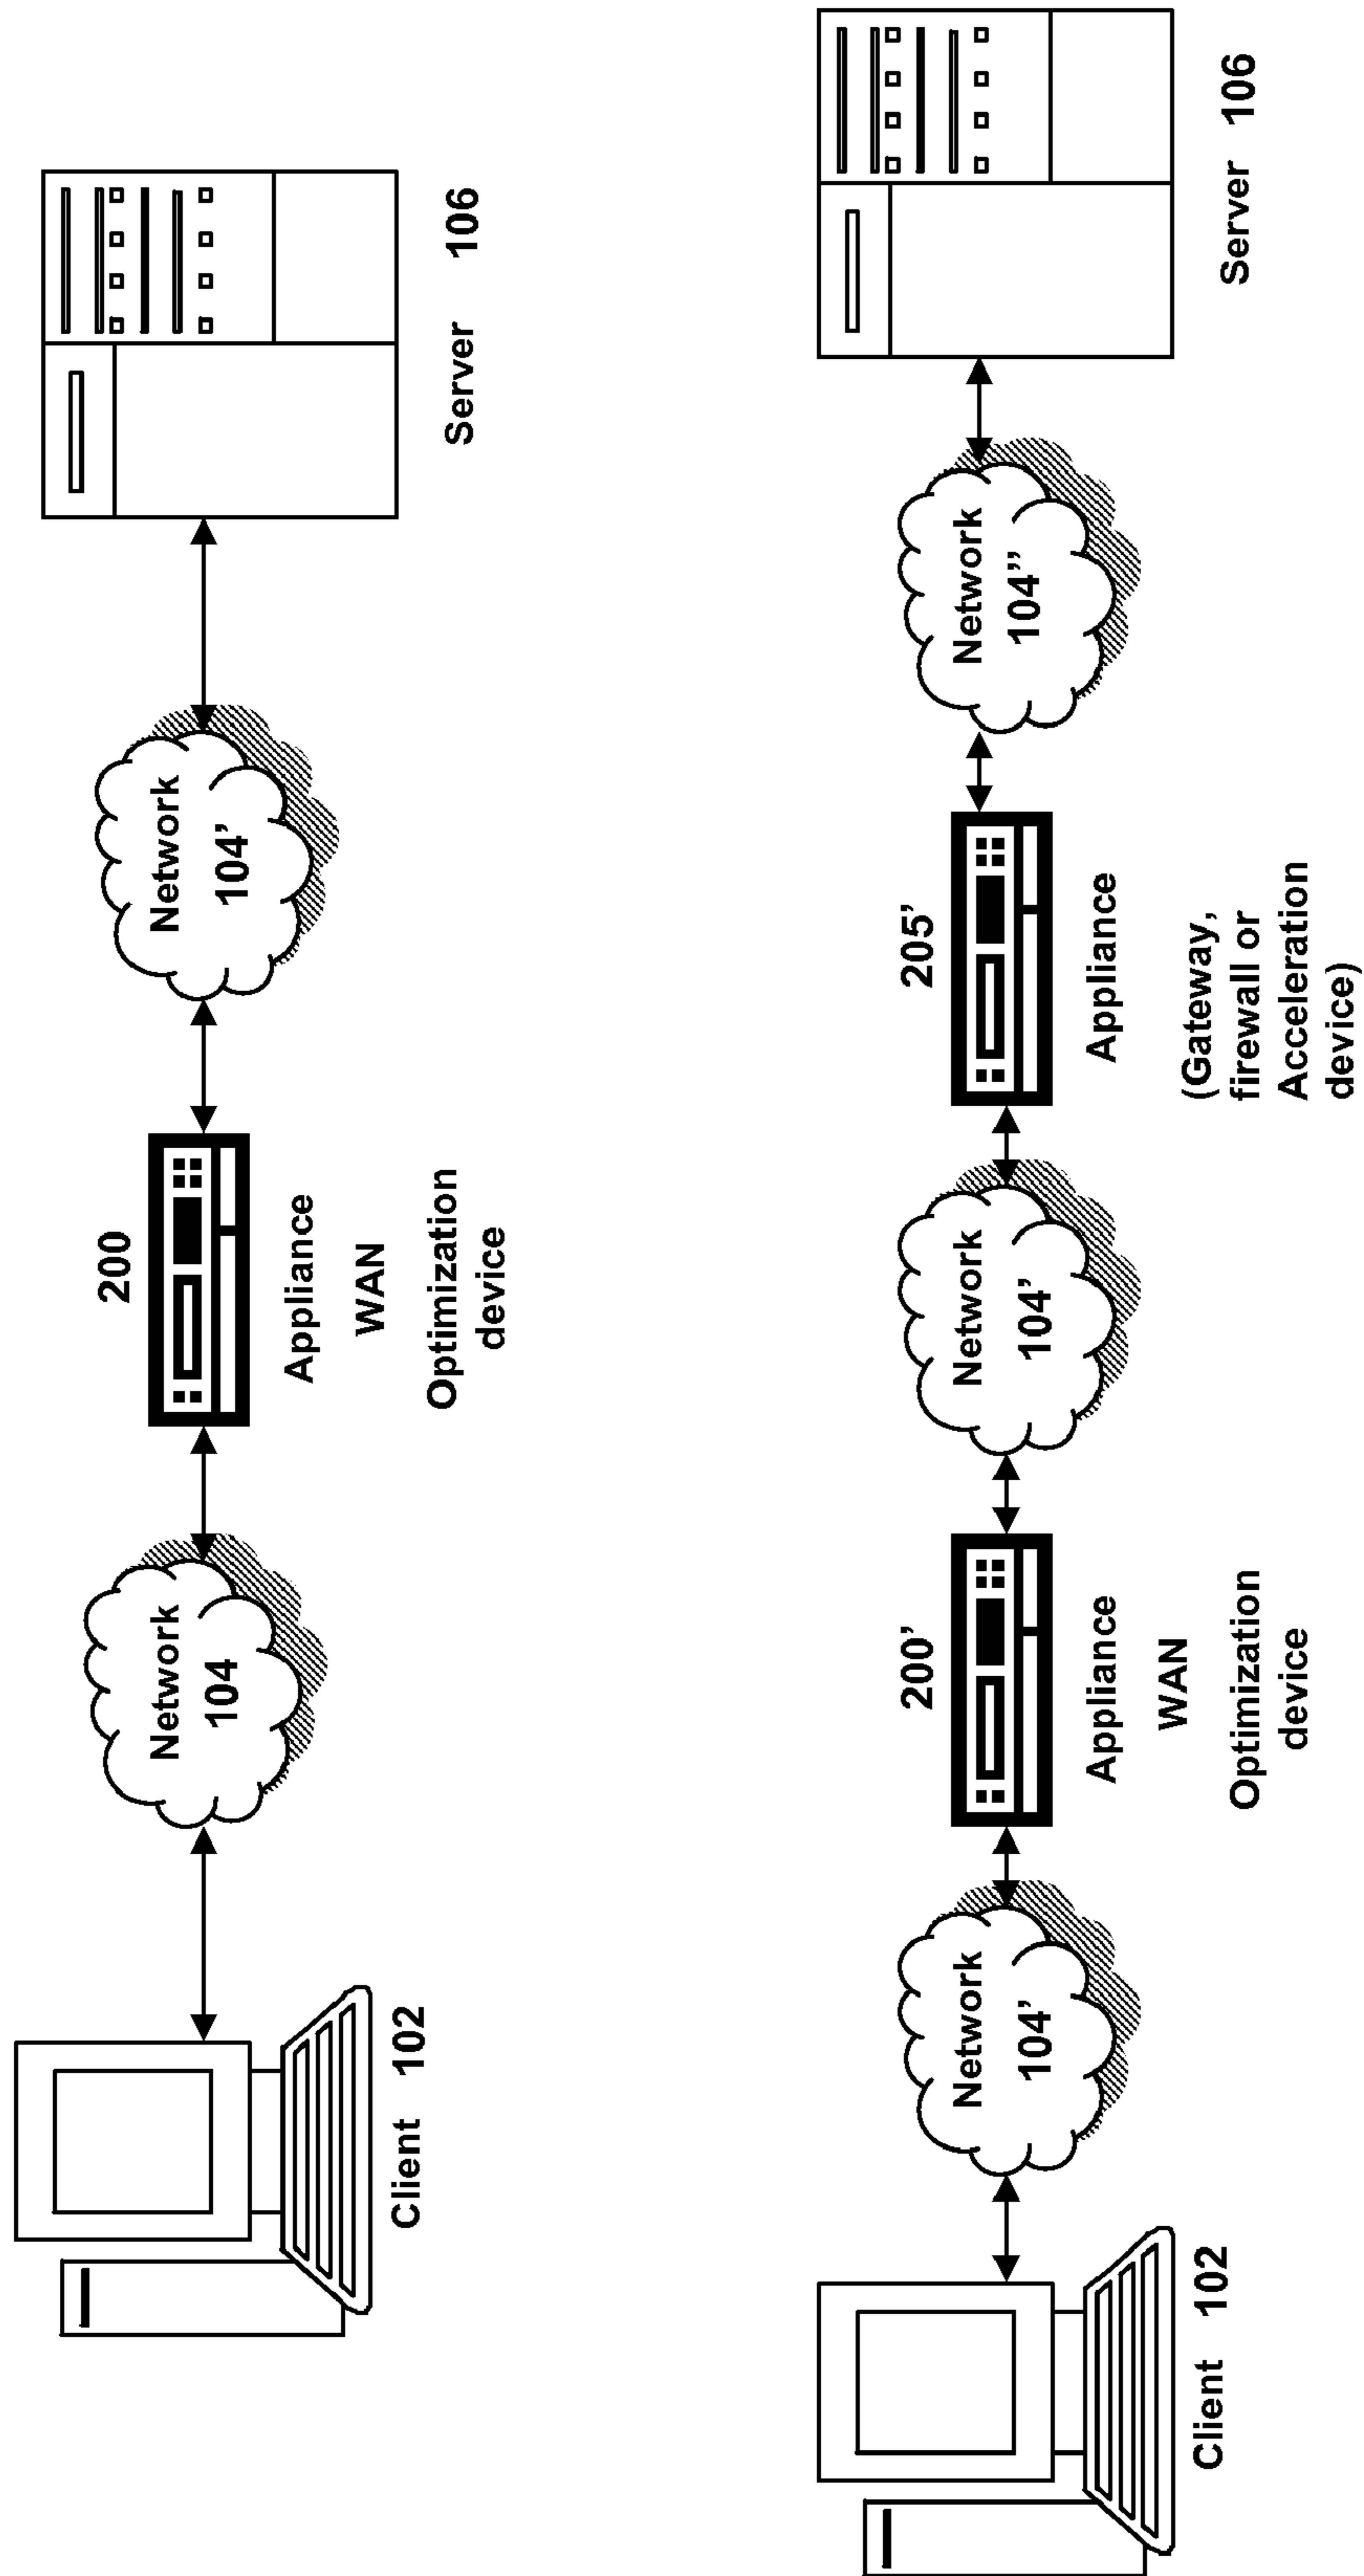 200
Network
104
Network
104’
Appliance
WAN
Optimization
device
Client 102
Server 106
200’
205’
Network
104’
Network
104’
Network
104’’
Appliance
WAN
Optimization
device
Appliance
(Gateway,
firewall or
Acceleration
device)
Client 102
Server 106